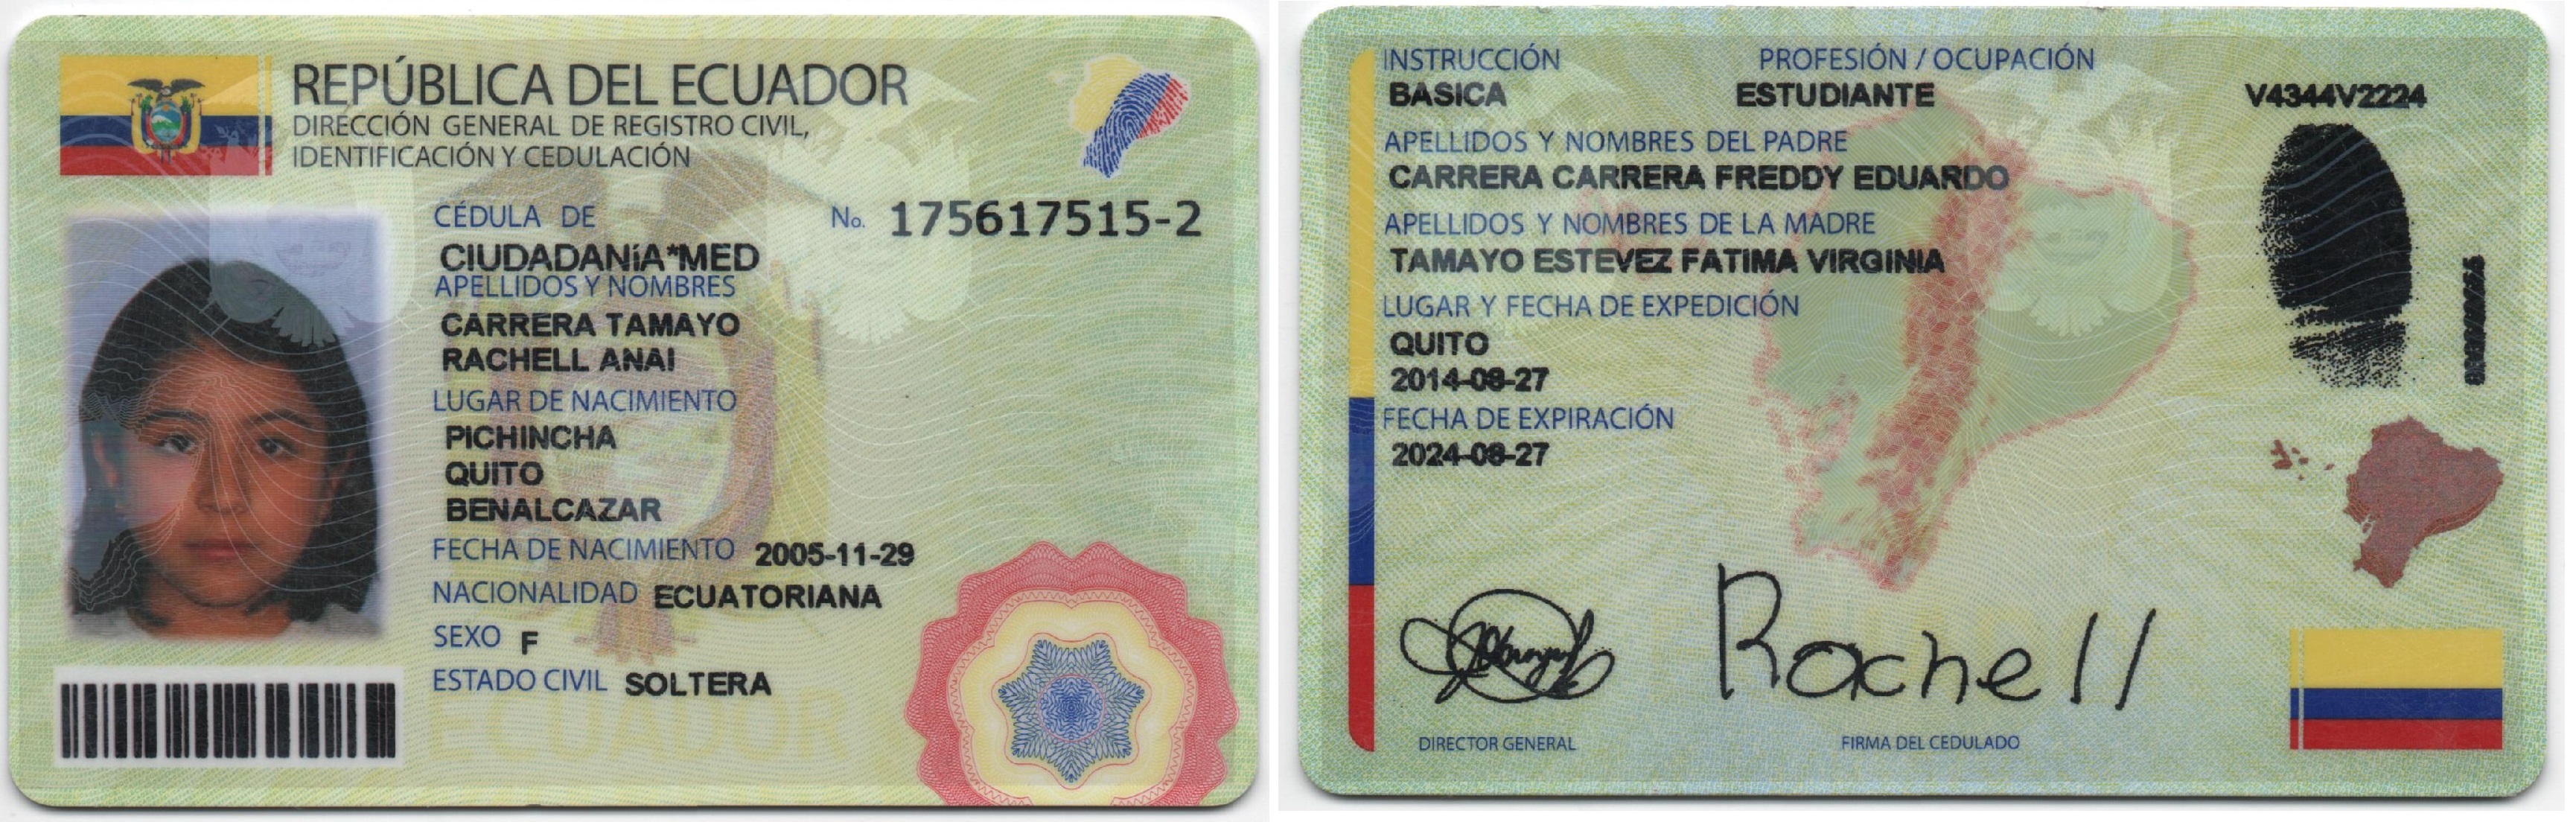 REPÚBLICA DEL ECUADOR
DIRECCIÓN GENERAL DE REGISTRO CIVIL,
IDENTIFICACIÓN Y CEDULACIÓN
CÉDULA DE No. 175617515-2
CIUDADANíA*MED
APELLIDOS Y NOMBRES
CARRERA TAMAYO
RACHELL ANAI
LUGAR DE NACIMIENTO
PICHINCHA
QUITO
BENALCAZAR
FECHA DE NACIMIENTO 2005-11-29
NACIONALIDAD ECUATORIANA
SEXO F
ESTADO CIVIL SOLTERA
ECUADOR
INSTRUCCIÓN PROFESIÓN / OCUPACIÓN
BASICA ESTUDIANTE V4344V2224
APELLIDOS Y NOMBRES DEL PADRE
CARRERA CARRERA FREDDY EDUARDO
APELLIDOS Y NOMBRES DE LA MADRE
TAMAYO ESTEVEZ FATIMA VIRGINIA
LUGAR Y FECHA DE EXPEDICIÓN
QUITO
2014-08-27
FECHA DE EXPIRACIÓN
2024-08-27
Rachell
DIRECTOR GENERAL FIRMA DEL CEDULADO